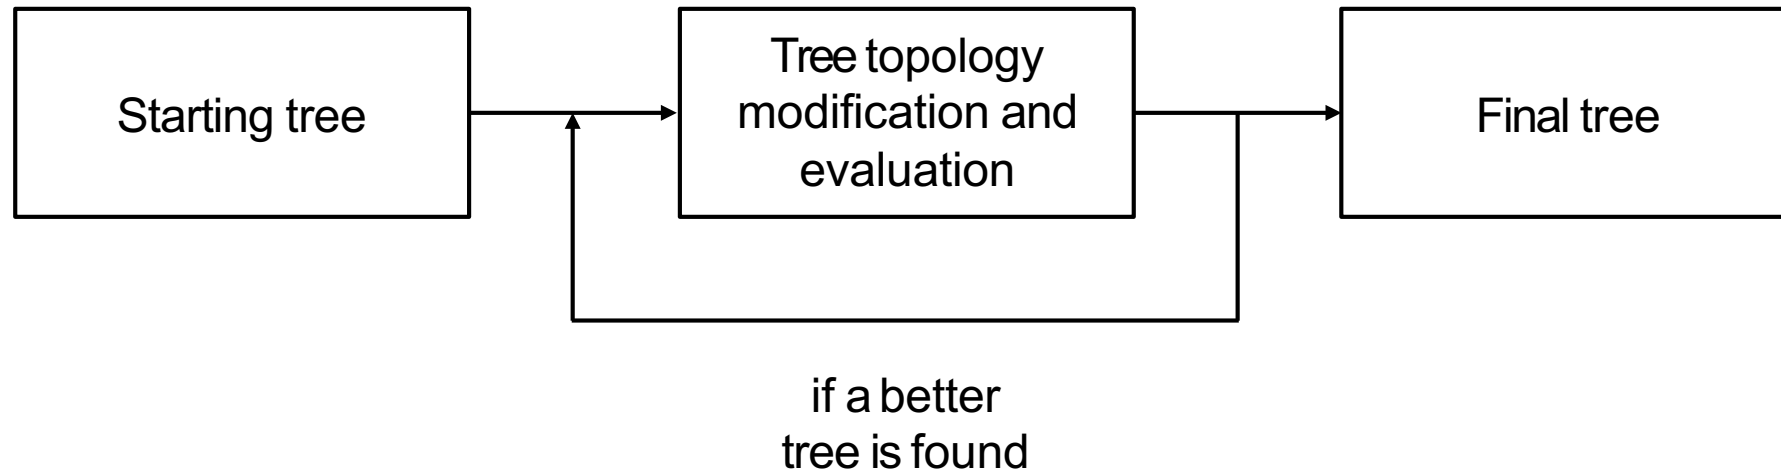 Starting tree
Tree topology
modification and
evaluation
Final tree
if a better
tree is found